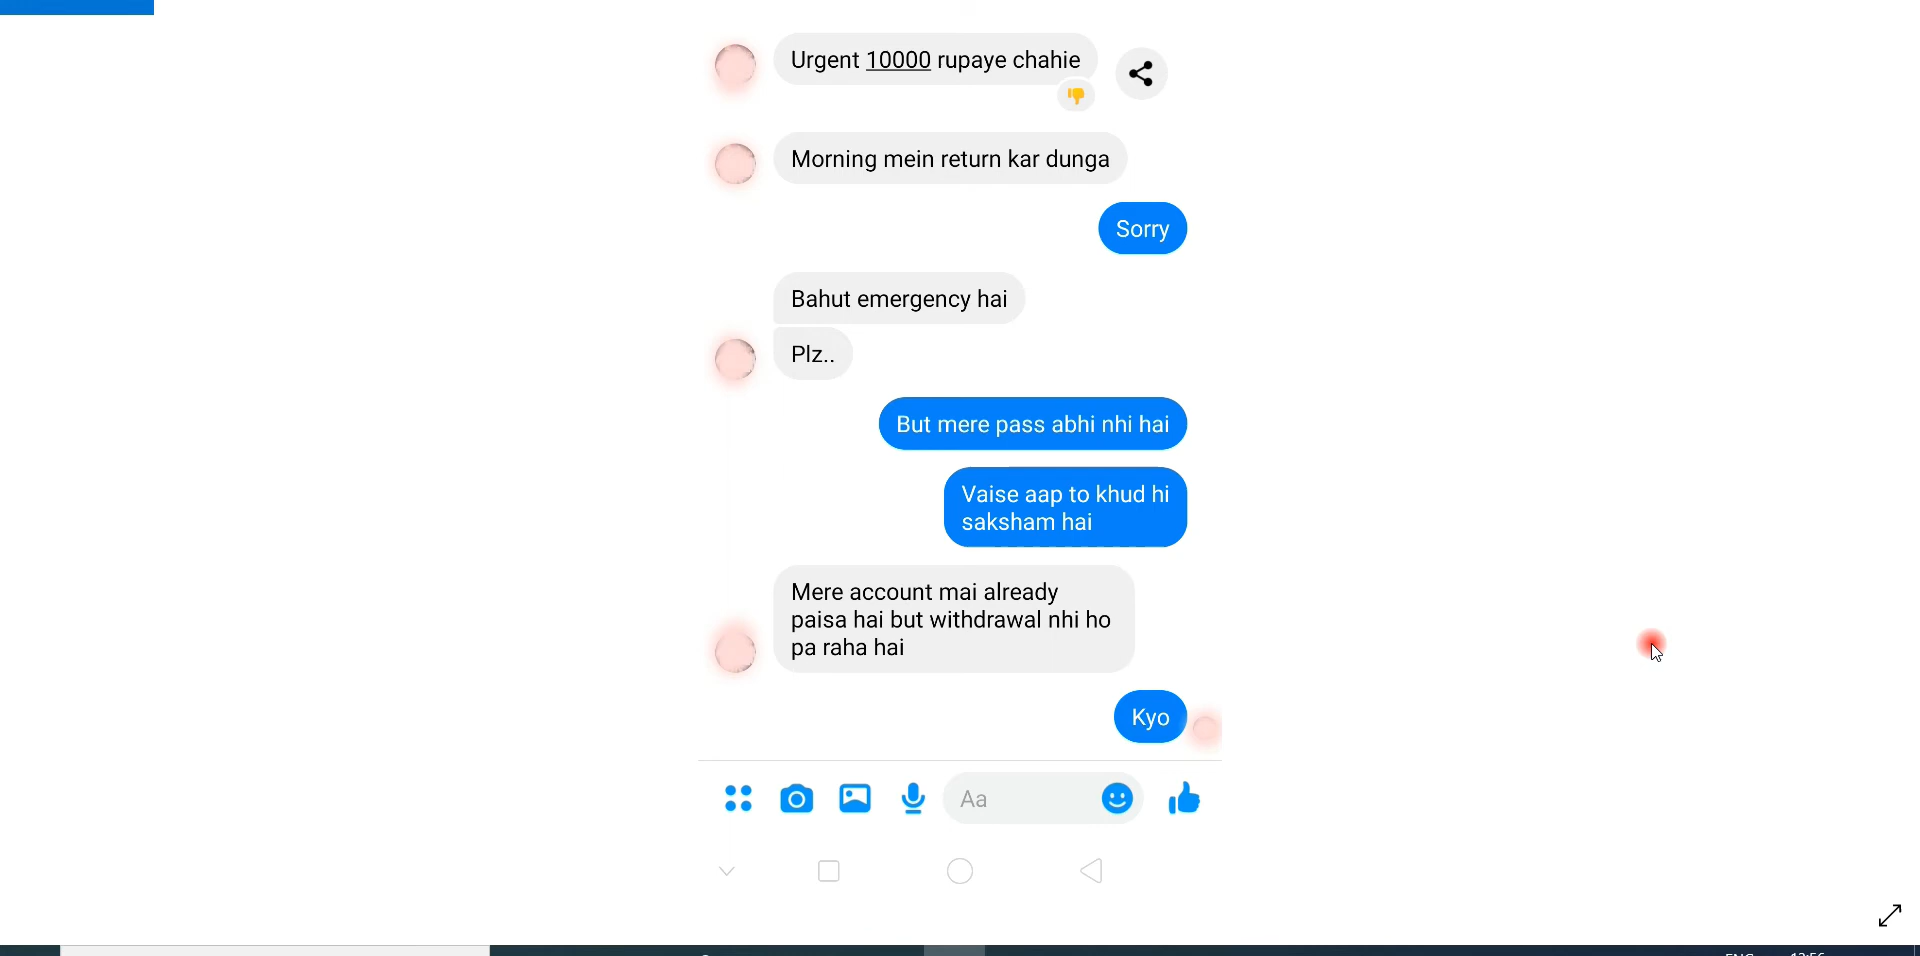 Urgent 10000 rupaye chahie
Morning mein return kar dunga
Sorry
Bahut emergency hai
Plz..
But mere pass abhi nhi hai
Vaise aap to khud hi
saksham hai
Mere account mai already
paisa hai but withdrawal nhi ho
pa raha hai
Kyo
Aa